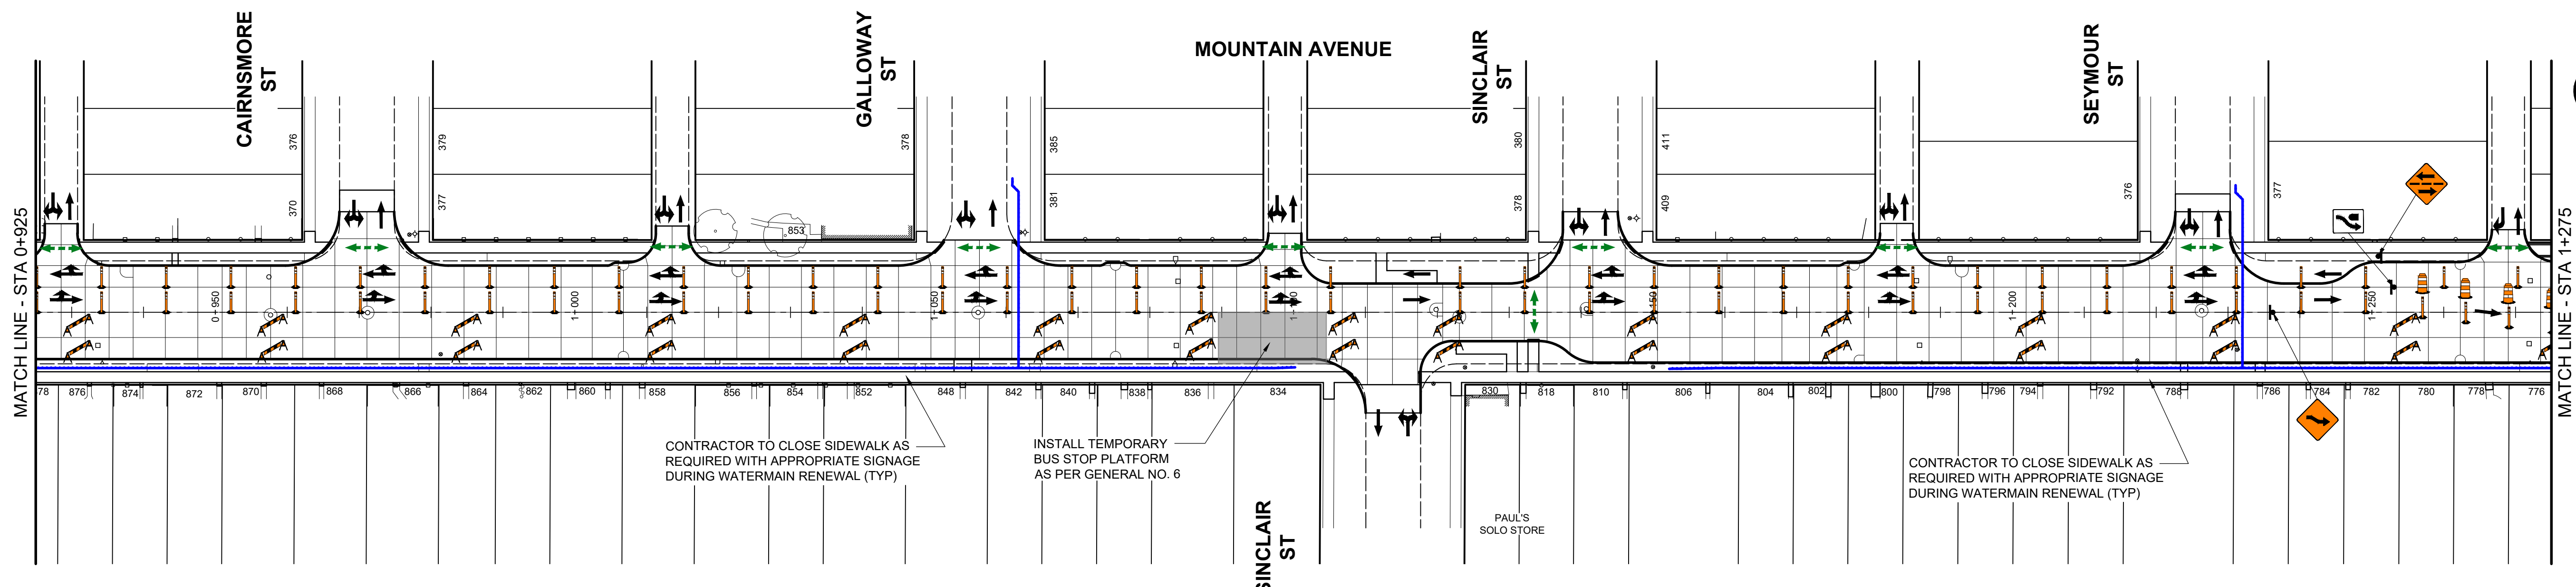 MOUNTAIN AVENUE
CAIRNSMORE
ST
GALLOWAY
ST
SINCLAIR
ST
SEYMOUR
ST
376
370
379
377
378
385
381
380
378
411
409
376
377
853
MATCH LINE - STA 0+925
MATCH LINE - STA 1+275
0+950
1+000
1+050
1+200
1+250
78
876
874
872
870
868
866
864
862
860
858
856
854
852
848
842
840
838
836
834
830
818
810
806
804
802
800
798
796
794
792
788
786
784
782
780
778
776
CONTRACTOR TO CLOSE SIDEWALK AS
REQUIRED WITH APPROPRIATE SIGNAGE
DURING WATERMAIN RENEWAL (TYP)
INSTALL TEMPORARY
BUS STOP PLATFORM
AS PER GENERAL NO. 6
CONTRACTOR TO CLOSE SIDEWALK AS
REQUIRED WITH APPROPRIATE SIGNAGE
DURING WATERMAIN RENEWAL (TYP)
PAUL'S
SOLO STORE
SINCLAIR
ST